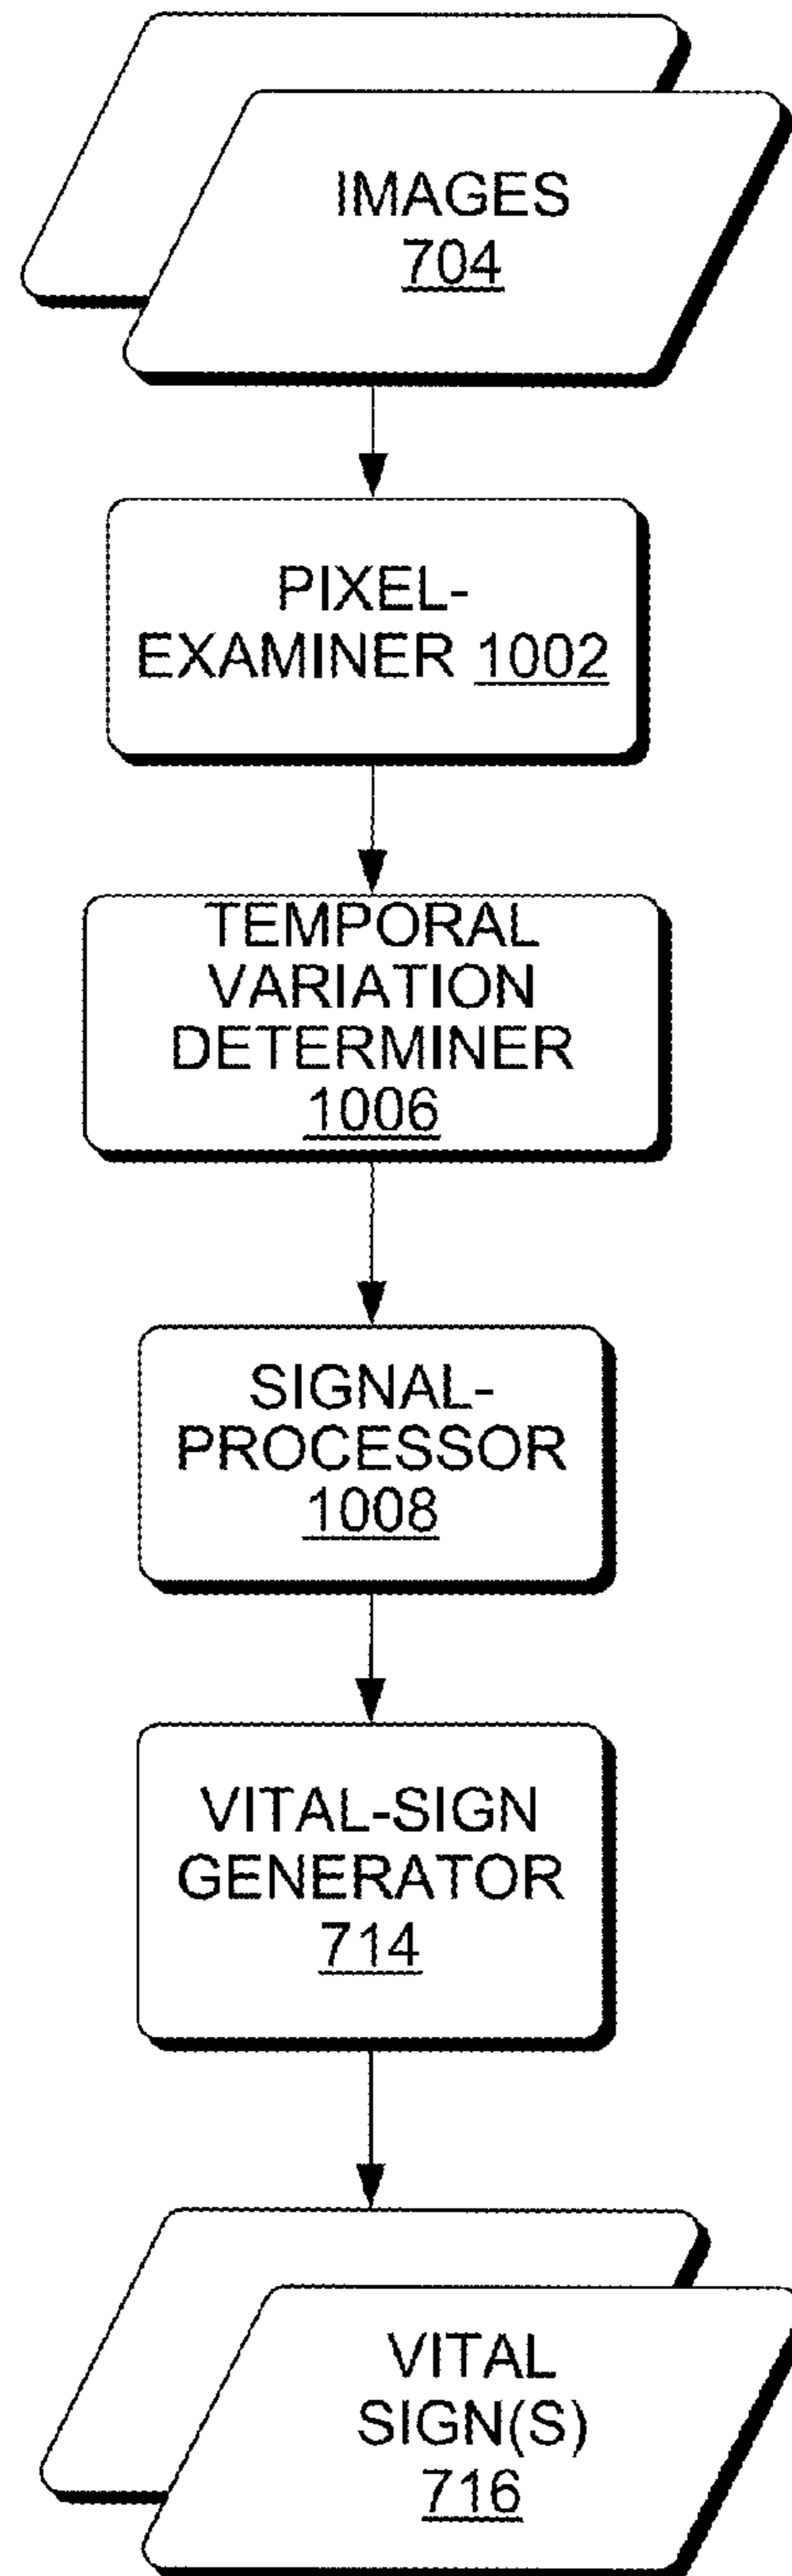 IMAGES
704
PIXEL-
EXAMINER 1002
TEMPORAL
VARIATION
DETERMINER
1006
SIGNAL-
PROCESSOR
1008
VITAL-SIGN
GENERATOR
714
VITAL
SIGN(S)
716